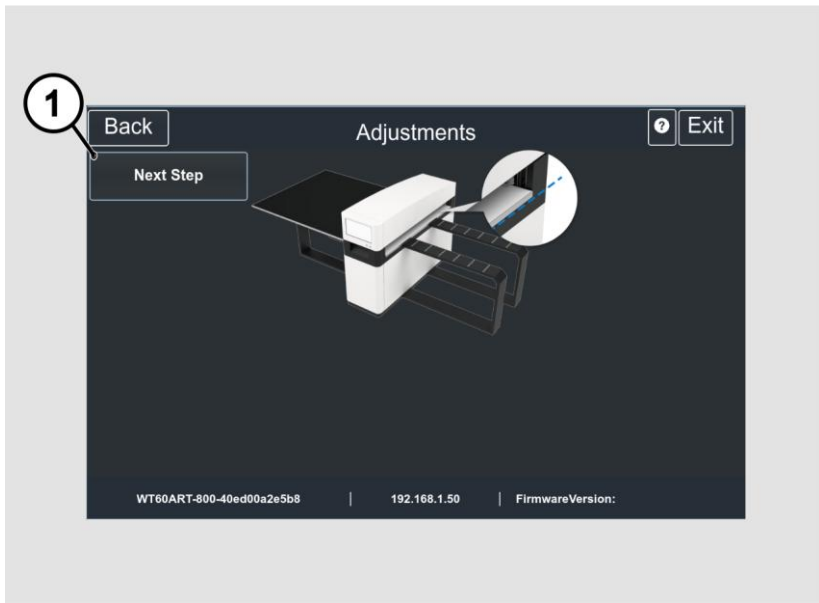 1
Back
Adjustments
?
Exit
Next Step
WT60ART-800-40ed00a2e5b8 | 192.168.1.50 | FirmwareVersion: